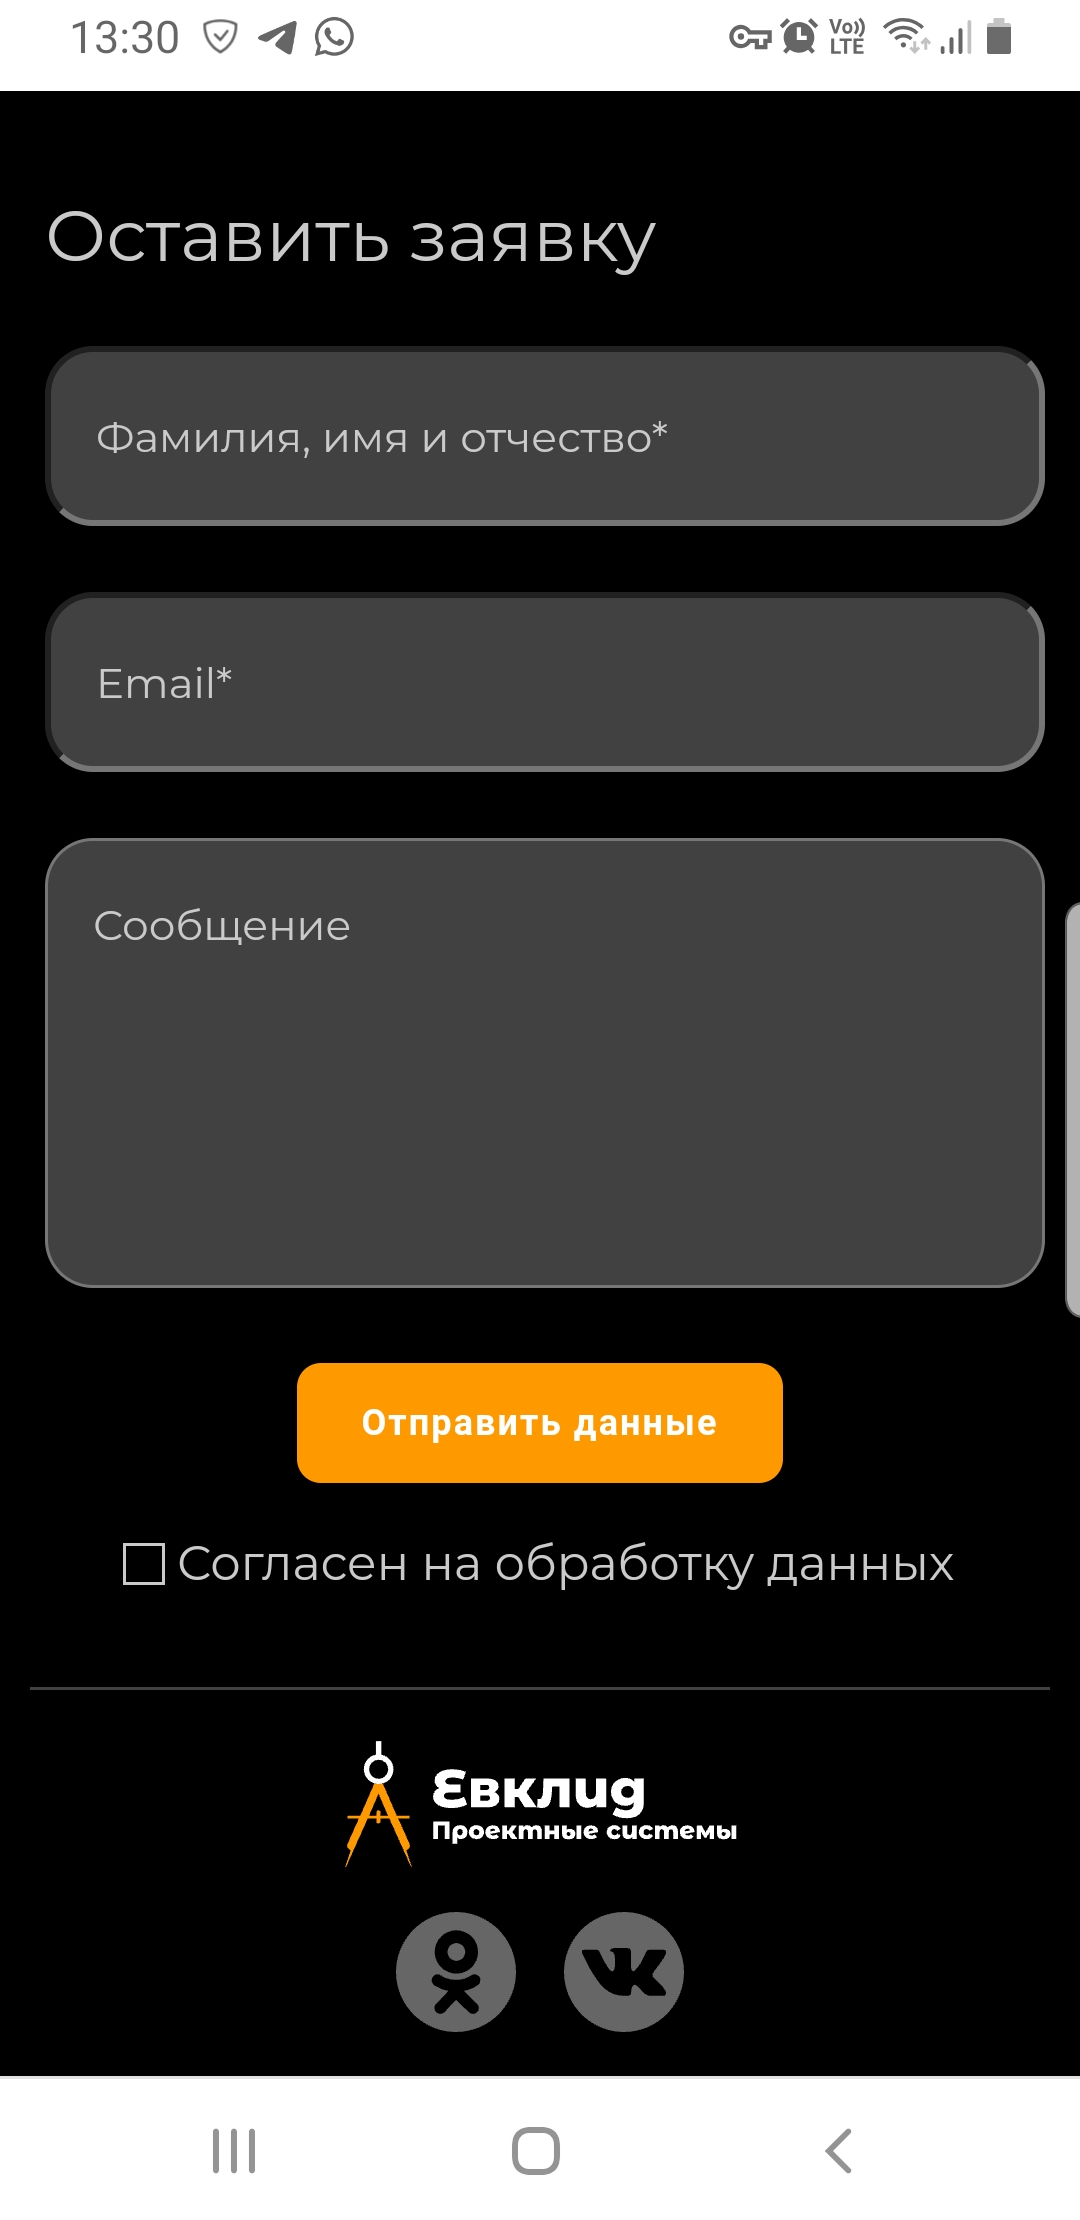 13:30
Vo)) LTE
Оставить заявку
Фамилия, имя и отчество*
Email*
Сообщение
Отправить данные
Согласен на обработку данных
Евклид
Проектные системы